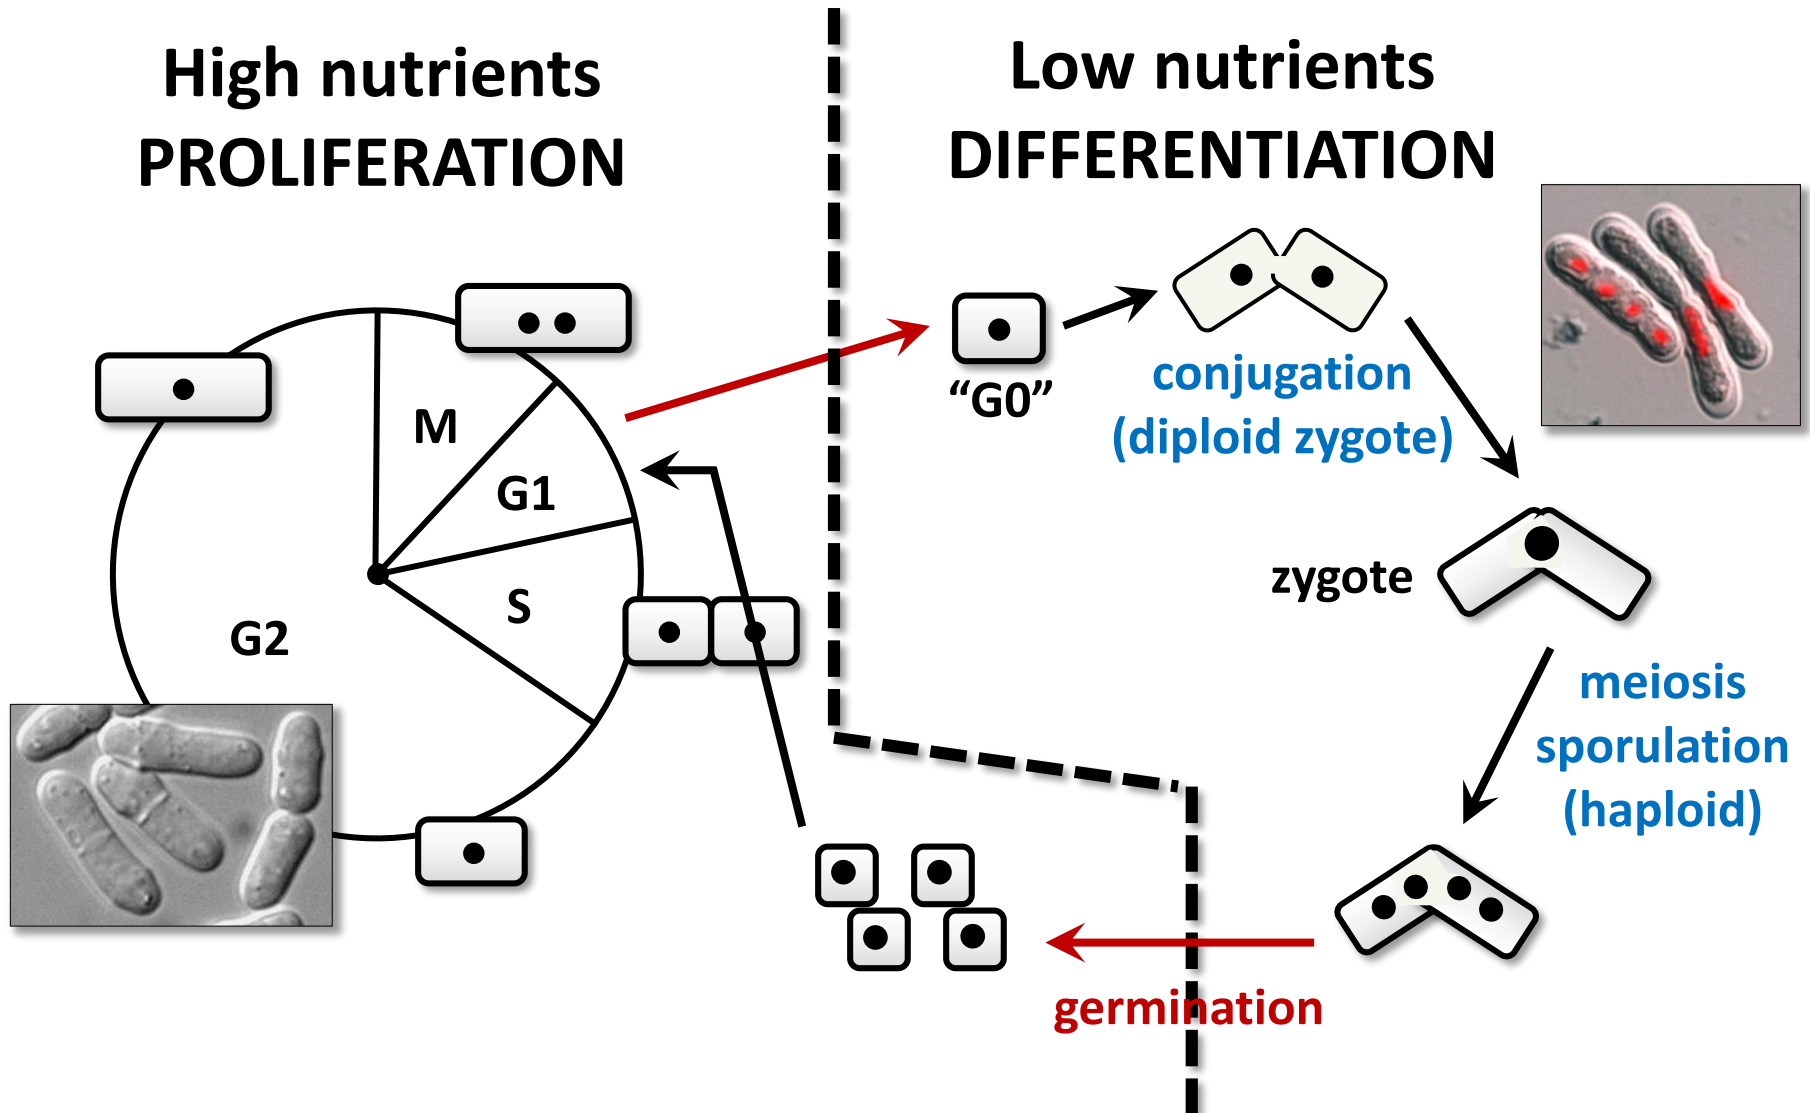 High nutrients
PROLIFERATION
Low nutrients
DIFFERENTIATION
M
G1
S
G2
“G0”
conjugation
(diploid zygote)
zygote
meiosis
sporulation
(haploid)
germination